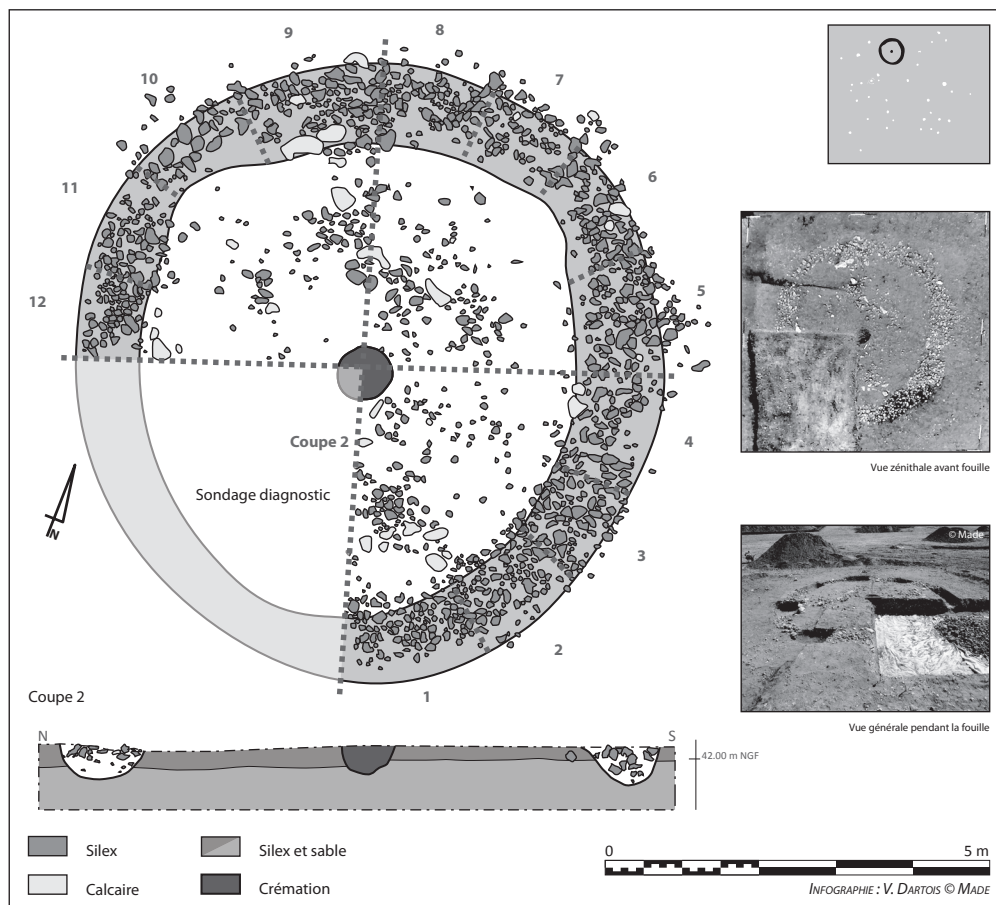 9
8
10
7
11
6
12
5
Coupe 2
4
Sondage diagnostic
N
3
2
1
Vue zénithale avant fouille
© Made
Vue générale pendant la fouille
Coupe 2
N
S
42.00 m NGF
Silex
Silex et sable
Calcaire
Crémation
0
5 m
INFOGRAPHIE : V. DARTOIS © MADE